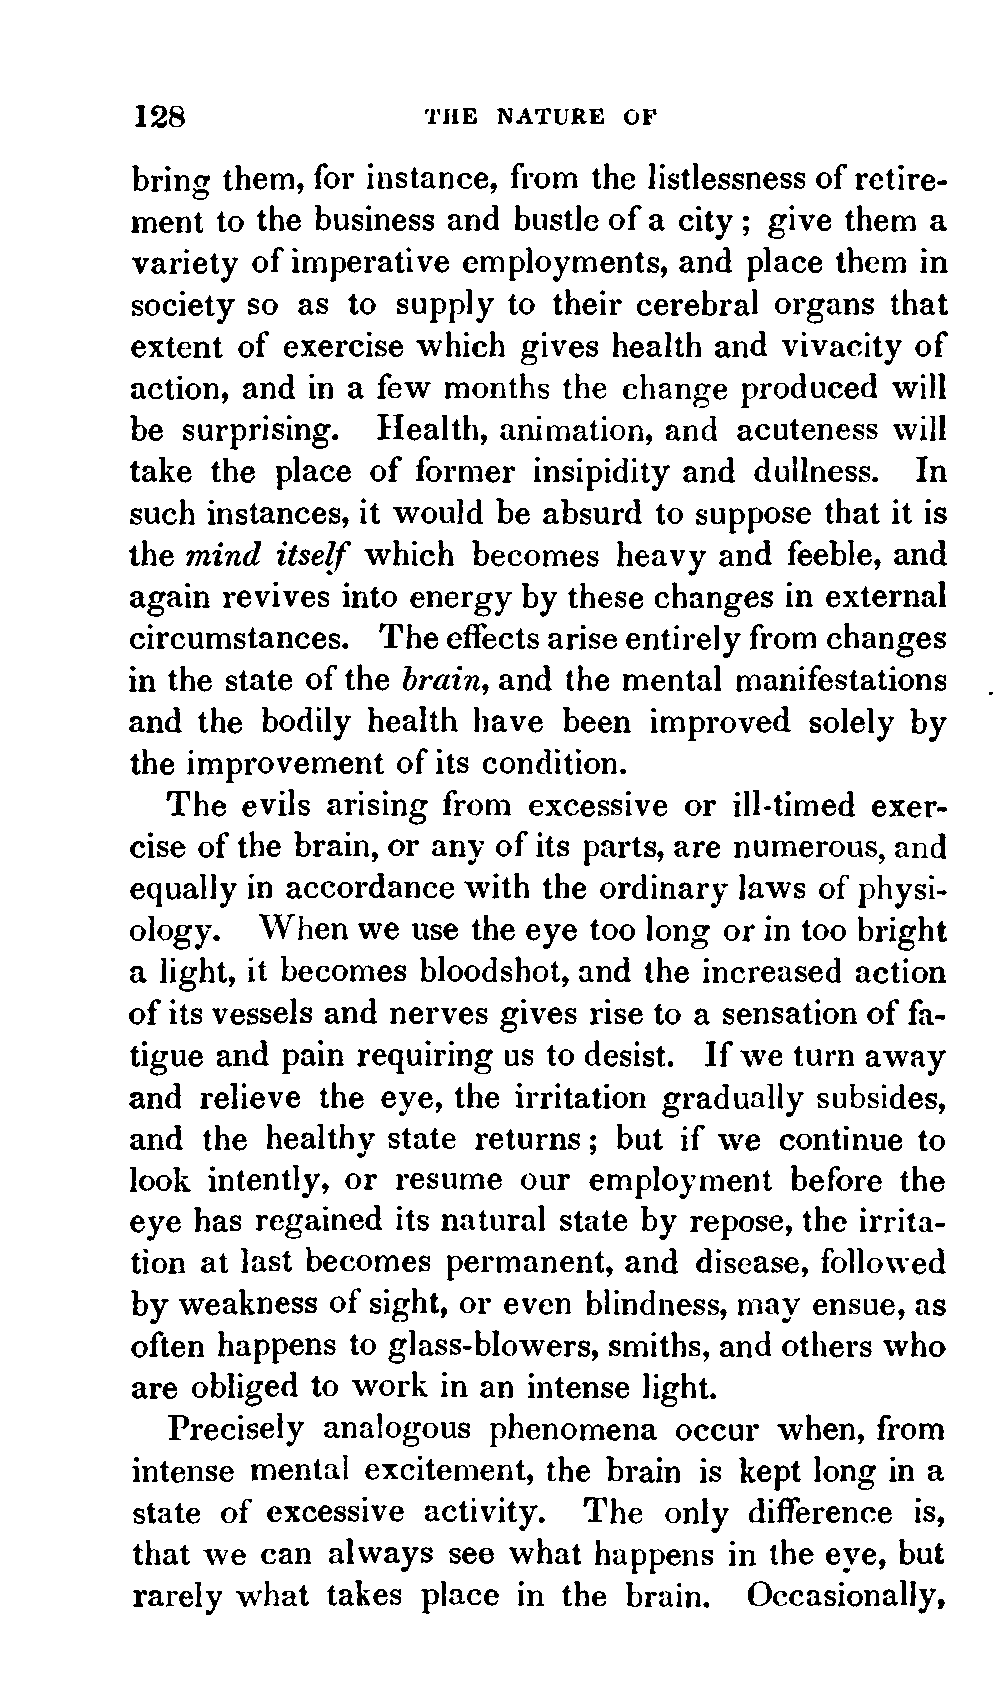 128 THE NATURE OF
bring them, for instance, from the listlessness of retire-
ment to the business and bustle of a city ; give them a
variety of imperative employments, and place them in
society so as to supply to their cerebral organs that
extent of exercise which gives health and vivacity of
action, and in a few months the change produced will
be surprising. Health, animation, and acuteness will
take the place of former insipidity and dullness. In
such instances, it would be absurd to suppose that it is
the mind itself which becomes heavy and feeble, and
again revives into energy by these changes in external
circumstances. The effects arise entirely from changes
in the state of the brain, and the mental manifestations
and the bodily health have been improved solely by
the improvement of its condition.
The evils arising from excessive or ill-timed exer-
cise of the brain, or any of its parts, are numerous, and
equally in accordance with the ordinary laws of physi-
ology. When we use the eye too long or in too bright
a light, it becomes bloodshot, and the increased action
of its vessels and nerves gives rise to a sensation of fa-
tigue and pain requiring us to desist. If we turn away
and relieve the eye, the irritation gradually subsides,
and the healthy state returns ; but if we continue to
look intently, or resume our employment before the
eye has regained its natural state by repose, the irrita-
tion at last becomes permanent, and disease, followed
by weakness of sight, or even blindness, may ensue, as
often happens to glass-blowers, smiths, and others who
are obliged to work in an intense light.
Precisely analogous phenomena occur when, from
intense mental excitement, the brain is kept long in a
state of excessive activity. The only difference is,
that we can always see what happens in the eye, but
rarely what takes place in the brain. Occasionally,